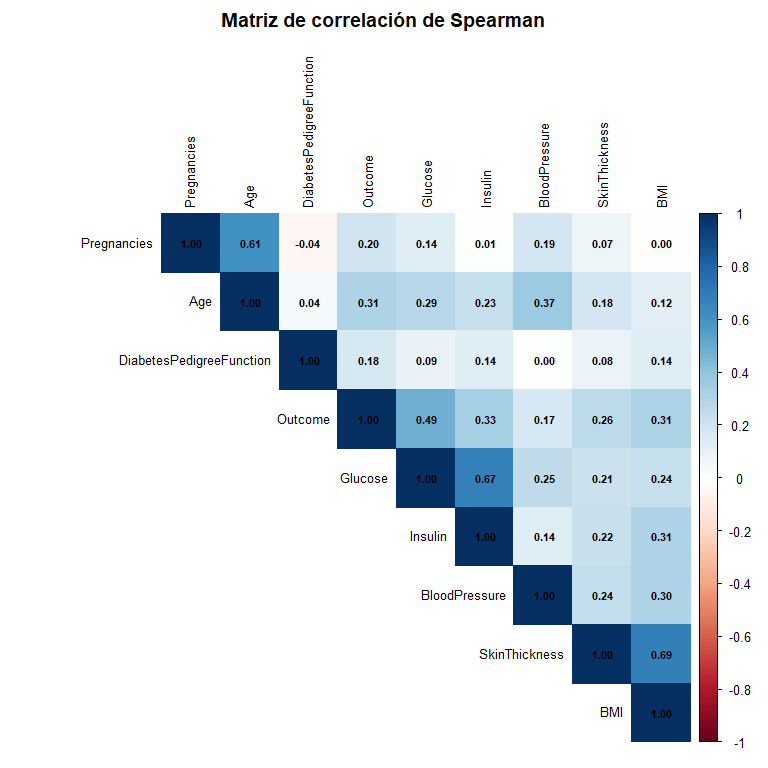 Matriz de correlación de Spearman
Pregnancies
Age
DiabetesPedigreeFunction
Outcome
Glucose
Insulin
BloodPressure
SkinThickness
BMI
Pregnancies 1.00 0.61 -0.04 0.20 0.14 0.01 0.19 0.07 0.00
Age 1.00 0.04 0.31 0.29 0.23 0.37 0.18 0.12
DiabetesPedigreeFunction 1.00 0.18 0.09 0.14 0.00 0.08 0.14
Outcome 1.00 0.49 0.33 0.17 0.26 0.31
Glucose 1.00 0.67 0.25 0.21 0.24
Insulin 1.00 0.14 0.22 0.31
BloodPressure 1.00 0.24 0.30
SkinThickness 1.00 0.69
BMI 1.00
1
0.8
0.6
0.4
0.2
0
-0.2
-0.4
-0.6
-0.8
-1